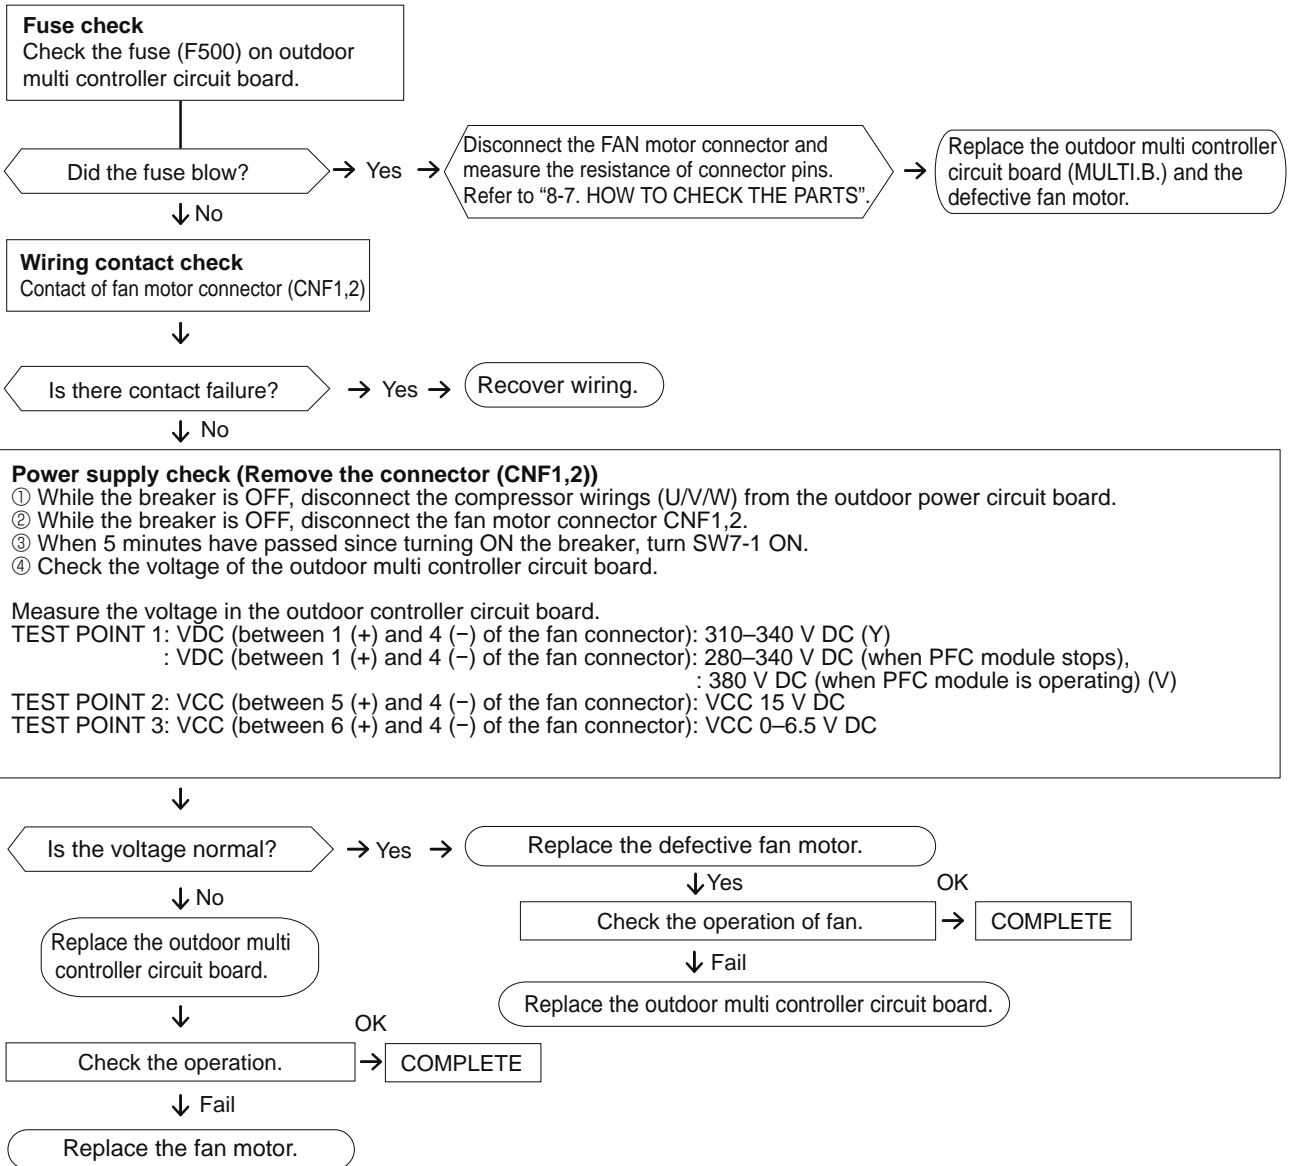 Fuse check
Check the fuse (F500) on outdoor
multi controller circuit board.
Did the fuse blow?
Yes
Disconnect the FAN motor connector and
measure the resistance of connector pins.
Refer to “8-7. HOW TO CHECK THE PARTS”.
Replace the outdoor multi controller
circuit board (MULTI.B.) and the
defective fan motor.
No
Wiring contact check
Contact of fan motor connector (CNF1,2)
Is there contact failure?
Yes
Recover wiring.
No
Power supply check (Remove the connector (CNF1,2))
① While the breaker is OFF, disconnect the compressor wirings (U/V/W) from the outdoor power circuit board.
② While the breaker is OFF, disconnect the fan motor connector CNF1,2.
③ When 5 minutes have passed since turning ON the breaker, turn SW7-1 ON.
④ Check the voltage of the outdoor multi controller circuit board.
Measure the voltage in the outdoor controller circuit board.
TEST POINT 1: VDC (between 1 (+) and 4 (−) of the fan connector): 310–340 V DC (Y)
: VDC (between 1 (+) and 4 (−) of the fan connector): 280–340 V DC (when PFC module stops),
: 380 V DC (when PFC module is operating) (V)
TEST POINT 2: VCC (between 5 (+) and 4 (−) of the fan connector): VCC 15 V DC
TEST POINT 3: VCC (between 6 (+) and 4 (−) of the fan connector): VCC 0–6.5 V DC
Is the voltage normal?
Yes
Replace the defective fan motor.
Yes
Check the operation of fan.
OK
COMPLETE
Fail
Replace the outdoor multi controller circuit board.
No
Replace the outdoor multi
controller circuit board.
Check the operation.
OK
COMPLETE
Fail
Replace the fan motor.